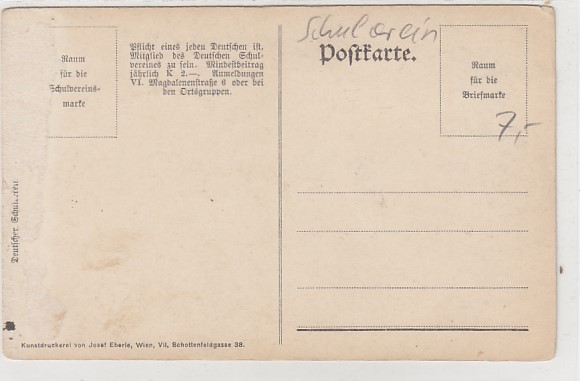 Raum
für die
Schulvereins-
marke
Pflicht eines jeden Deutschen ist.
Mitglied des Deutschen Schul-
vereines zu sein. Mindestbeitrag
jährlich K 2.—. Anmeldungen
VI. Magdalenenstraße 6 oder bei
den Ortsgruppen.
Schulverein
Postkarte.
Raum
für die
Briefmarke
7,-
Deutscher Schulverein
Kunstdruckerei von Josef Eberle, Wien, VII, Schottenfeldgasse 38.